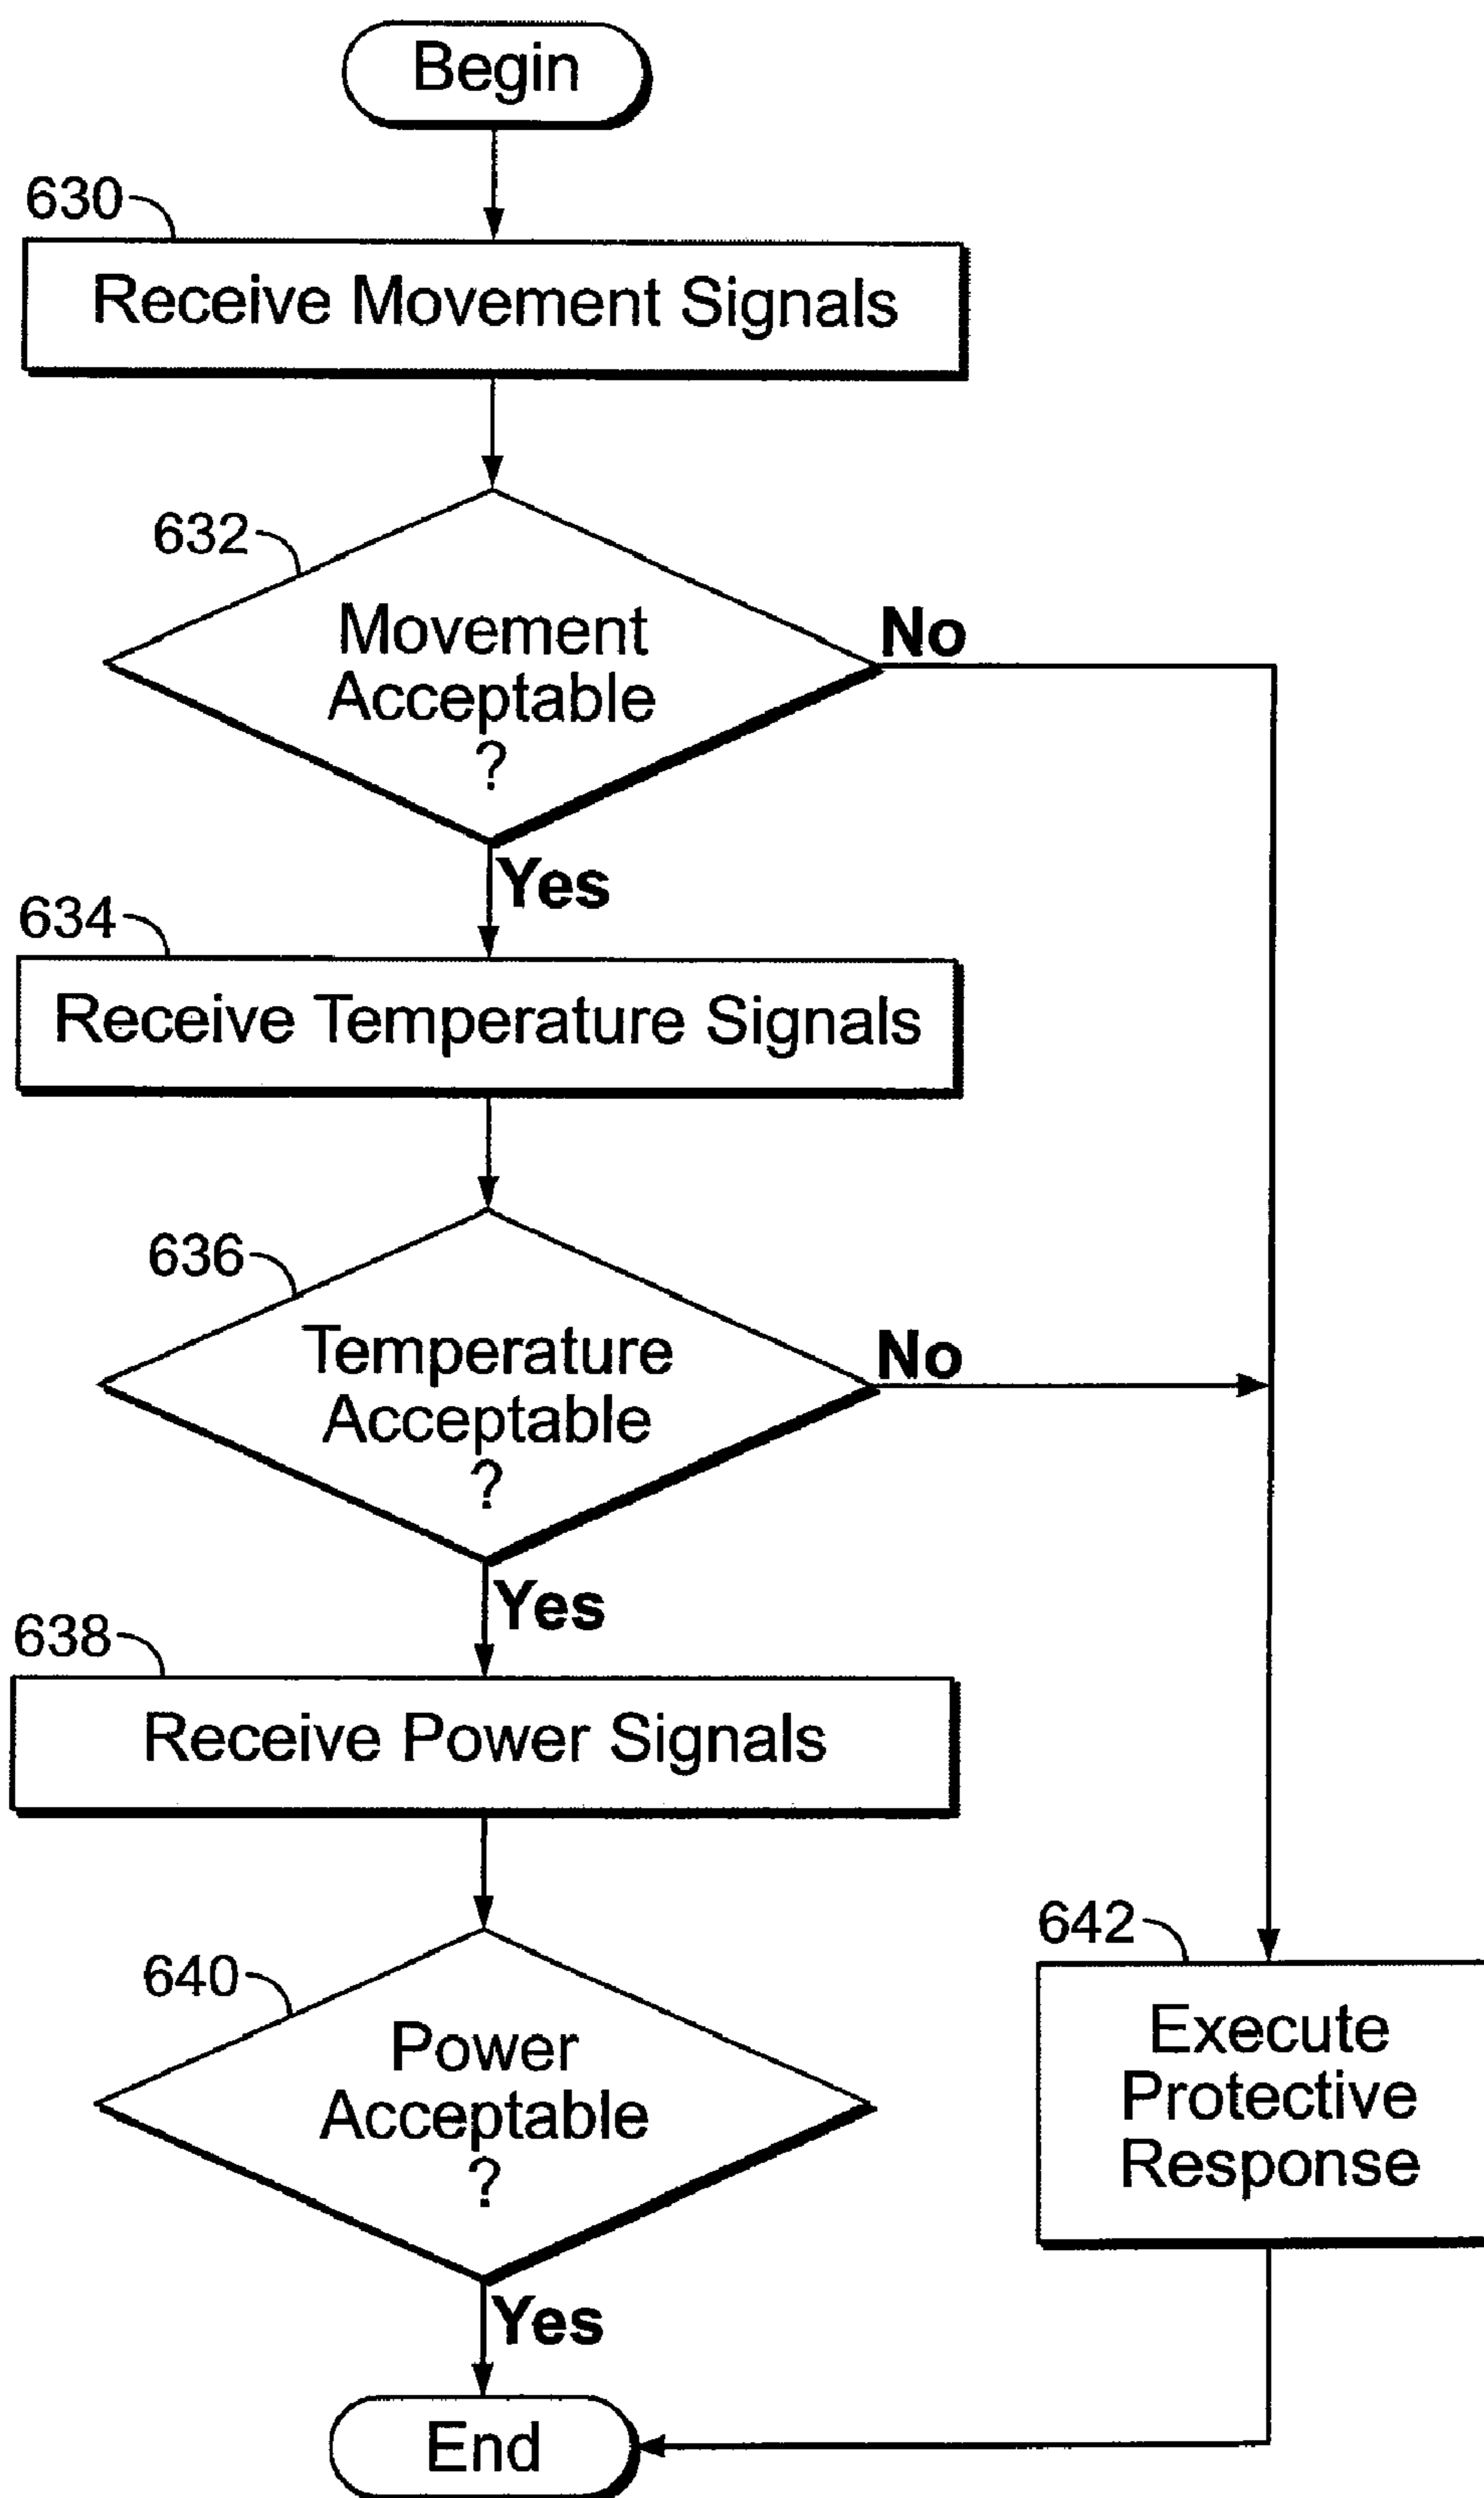 Begin
630
Receive Movement Signals
632
Movement
Acceptable
?
No
Yes
634
Receive Temperature Signals
636
Temperature
Acceptable
?
No
Yes
638
Receive Power Signals
640
Power
Acceptable
?
Yes
642
Execute
Protective
Response
End